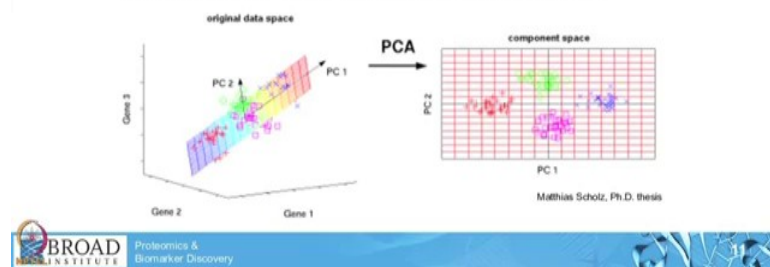 original data space
PC 1
PC 2
Gene 3
Gene 2
Gene 1
PCA
component space
PC 2
PC 1
Matthias Scholz, Ph.D. thesis
BROAD
INSTITUTE
Proteomics &
Biomarker Discovery
11